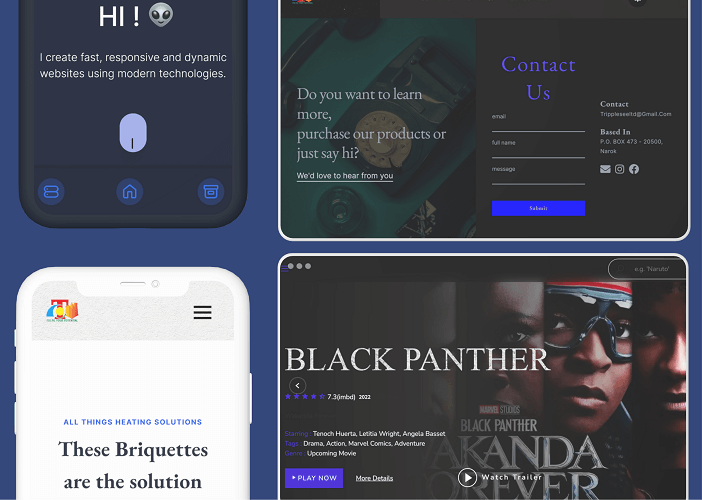 HI ! 👽
I create fast, responsive and dynamic
websites using modern technologies.
Contact
Us
Do you want to learn
more,
purchase our products or
just say hi?
We'd love to hear from you
email
full name
message
Submit
Contact
Trippleseeltd@Gmail.Com
Based In
P.O. BOX 473 - 20500,
Narok
ALL THINGS HEATING SOLUTIONS
These Briquettes
are the solution
e.g. 'Naruto'
BLACK PANTHER
7.3(imbd) 2022
Starring : Tenoch Huerta, Letitia Wright, Angela Basset
Tags : Drama, Action, Marvel Comics, Adventure
Genre : Upcoming Movie
PLAY NOW
More Details
Watch Trailer
MARVEL STUDIOS
BLACK PANTHER
AKANDA
FOREVER